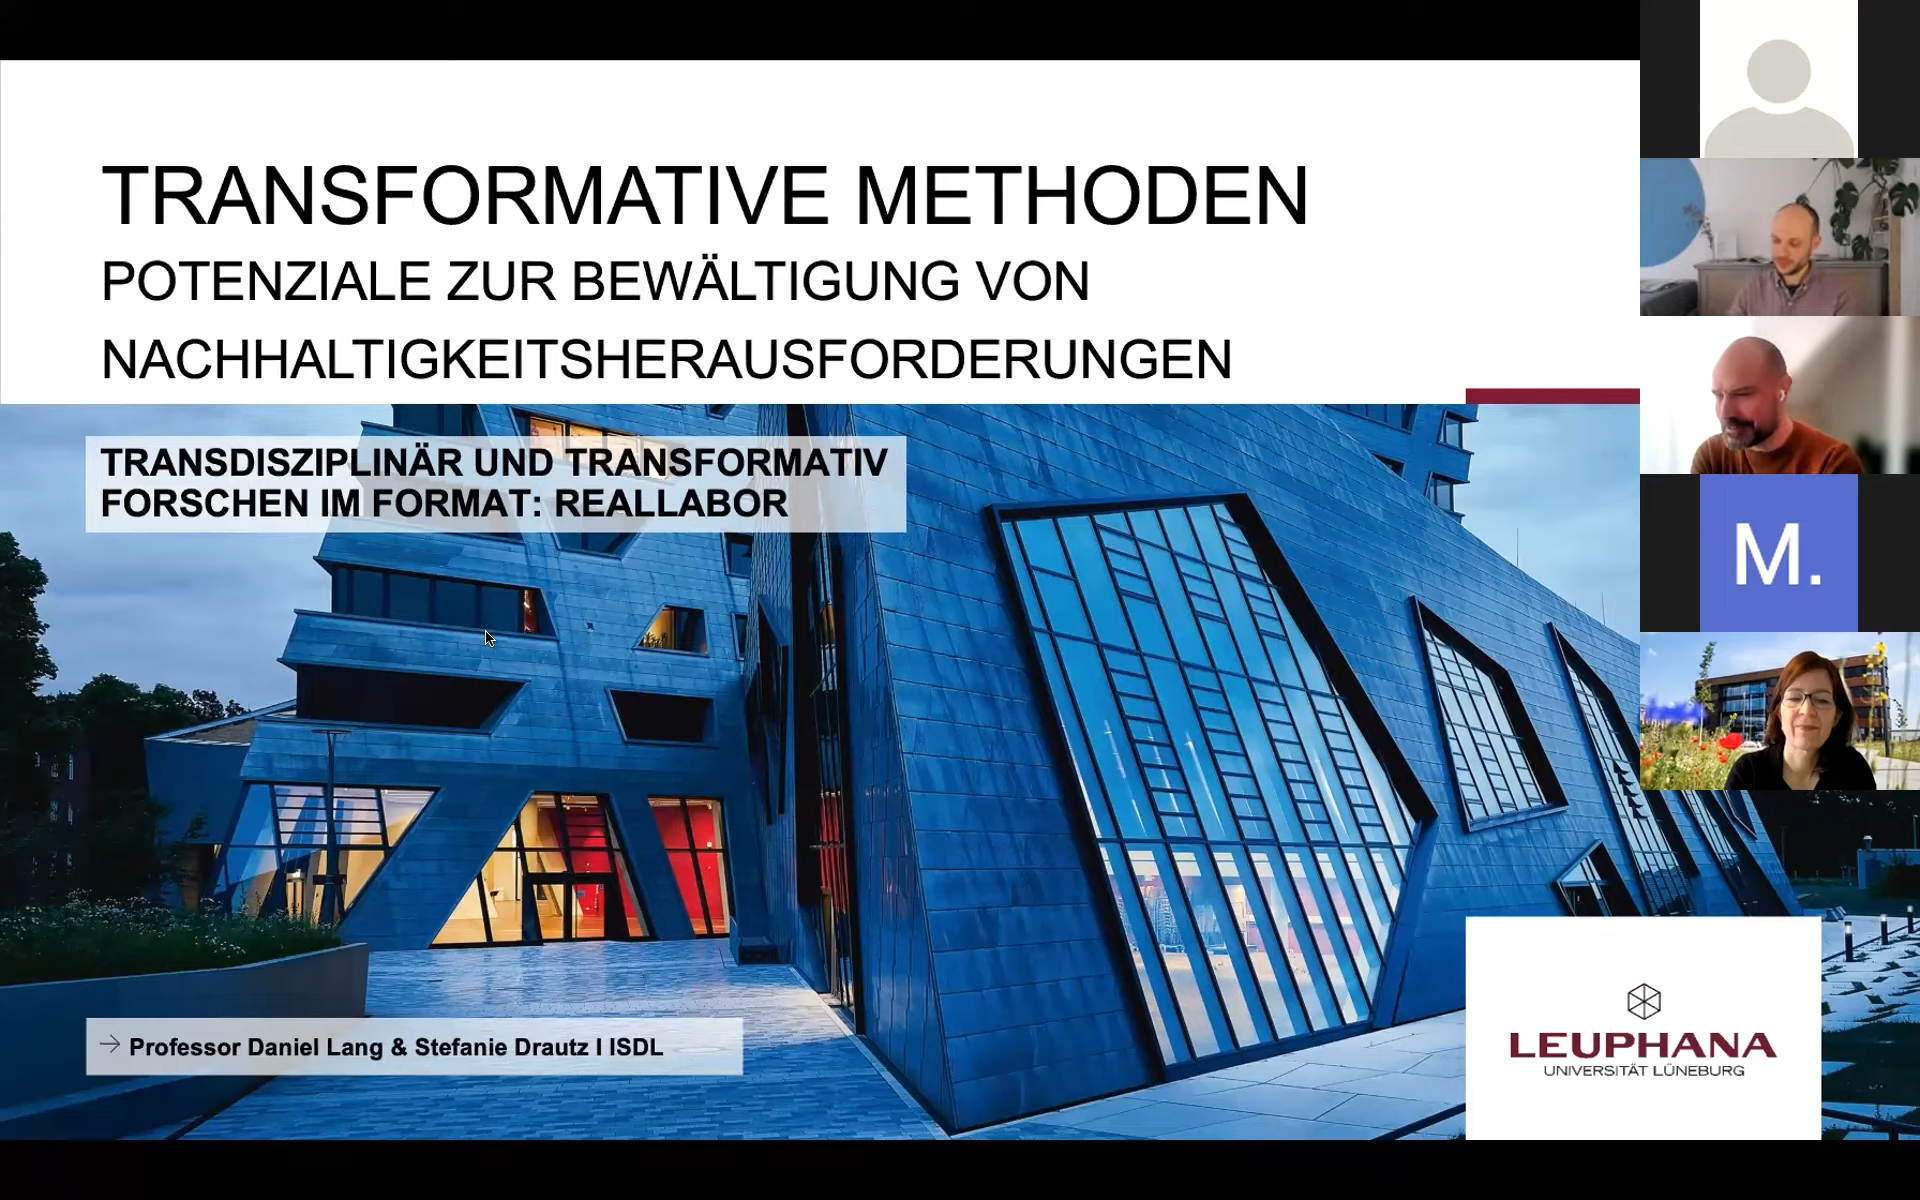 TRANSFORMATIVE METHODEN
POTENZIALE ZUR BEWÄLTIGUNG VON
NACHHALTIGKEITSHERAUSFORDERUNGEN
TRANSDISZIPLINÄR UND TRANSFORMATIV
FORSCHEN IM FORMAT: REALLABOR
→ Professor Daniel Lang & Stefanie Drautz I ISDL
LEUPHANA
UNIVERSITÄT LÜNEBURG
M.